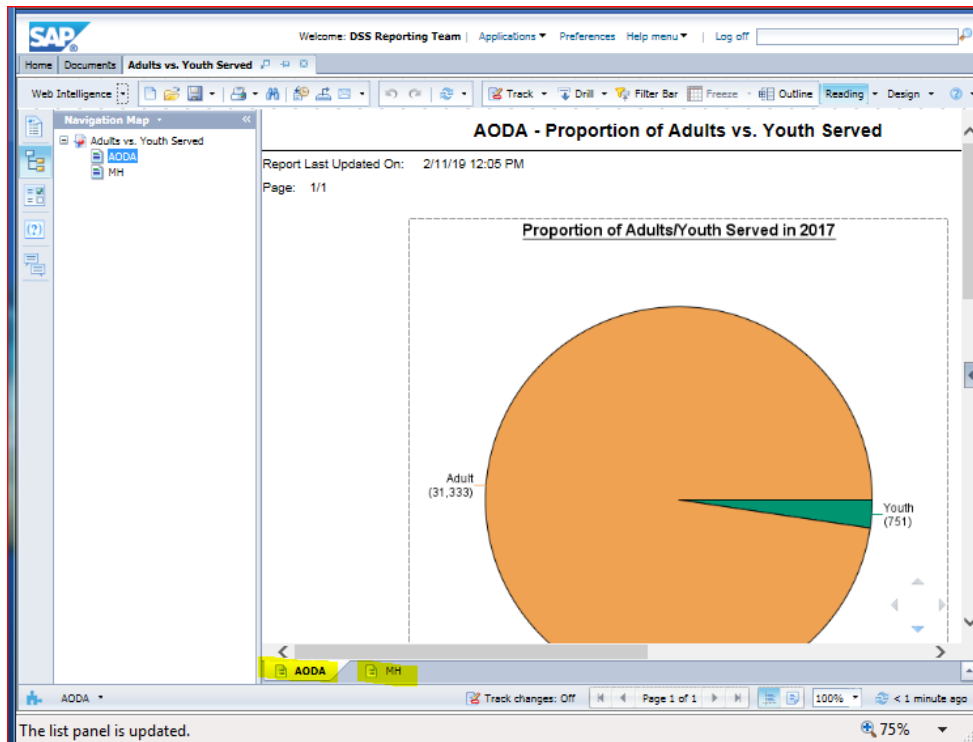 SAP
Welcome: DSS Reporting Team | Applications Preferences Help menu | Log off
Home Documents Adults vs. Youth Served
Web Intelligence Track Drill Filter Bar Freeze Outline Reading Design
Navigation Map
Adults vs. Youth Served
AODA
MH
AODA - Proportion of Adults vs. Youth Served
Report Last Updated On: 2/11/19 12:05 PM
Page: 1/1
Proportion of Adults/Youth Served in 2017
Adult
(31,333)
Youth
(751)
AODA MH
AODA Track changes: Off Page 1 of 1 100% < 1 minute ago
The list panel is updated. 75%